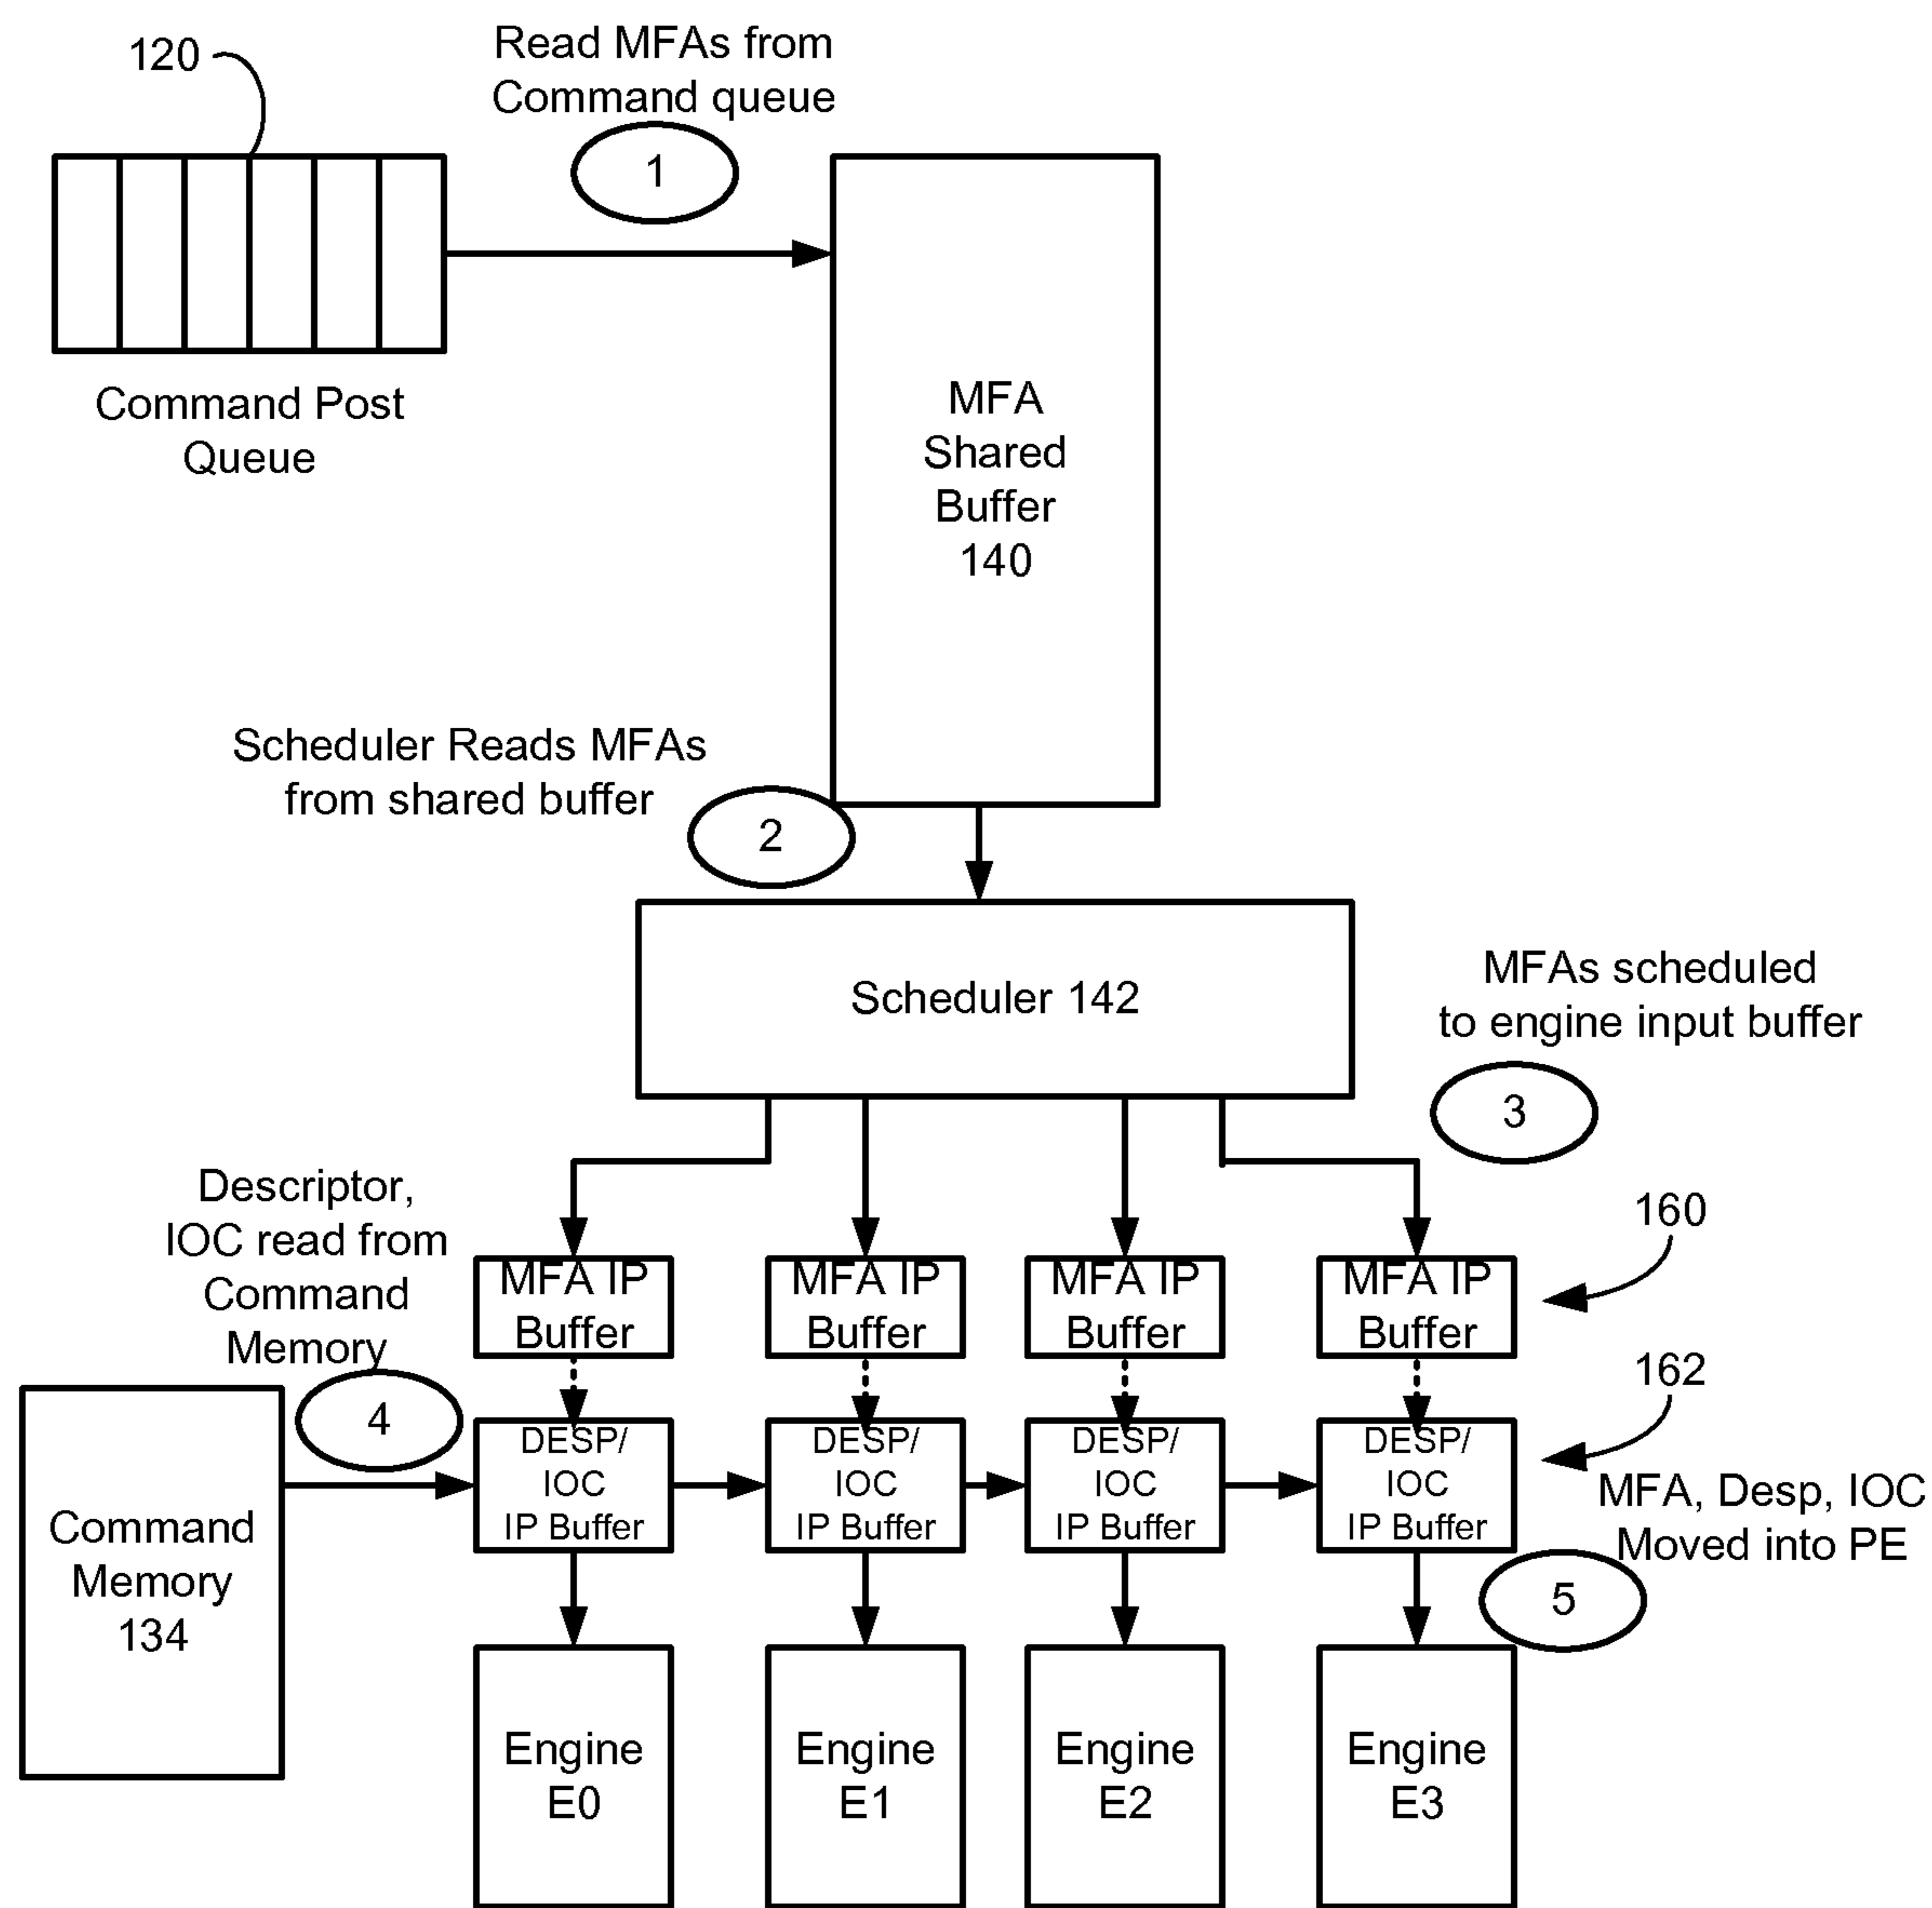 120
Read MFAs from
Command queue
1
Command Post
Queue
MFA
Shared
Buffer
140
Scheduler Reads MFAs
from shared buffer
2
Scheduler 142
MFAs scheduled
to engine input buffer
3
Descriptor,
IOC read from
Command
Memory
4
160
MFA IP
Buffer
MFA IP
Buffer
MFA IP
Buffer
MFA IP
Buffer
162
DESP/
IOC
IP Buffer
DESP/
IOC
IP Buffer
DESP/
IOC
IP Buffer
DESP/
IOC
IP Buffer
MFA, Desp, IOC
Moved into PE
5
Command
Memory
134
Engine
E0
Engine
E1
Engine
E2
Engine
E3